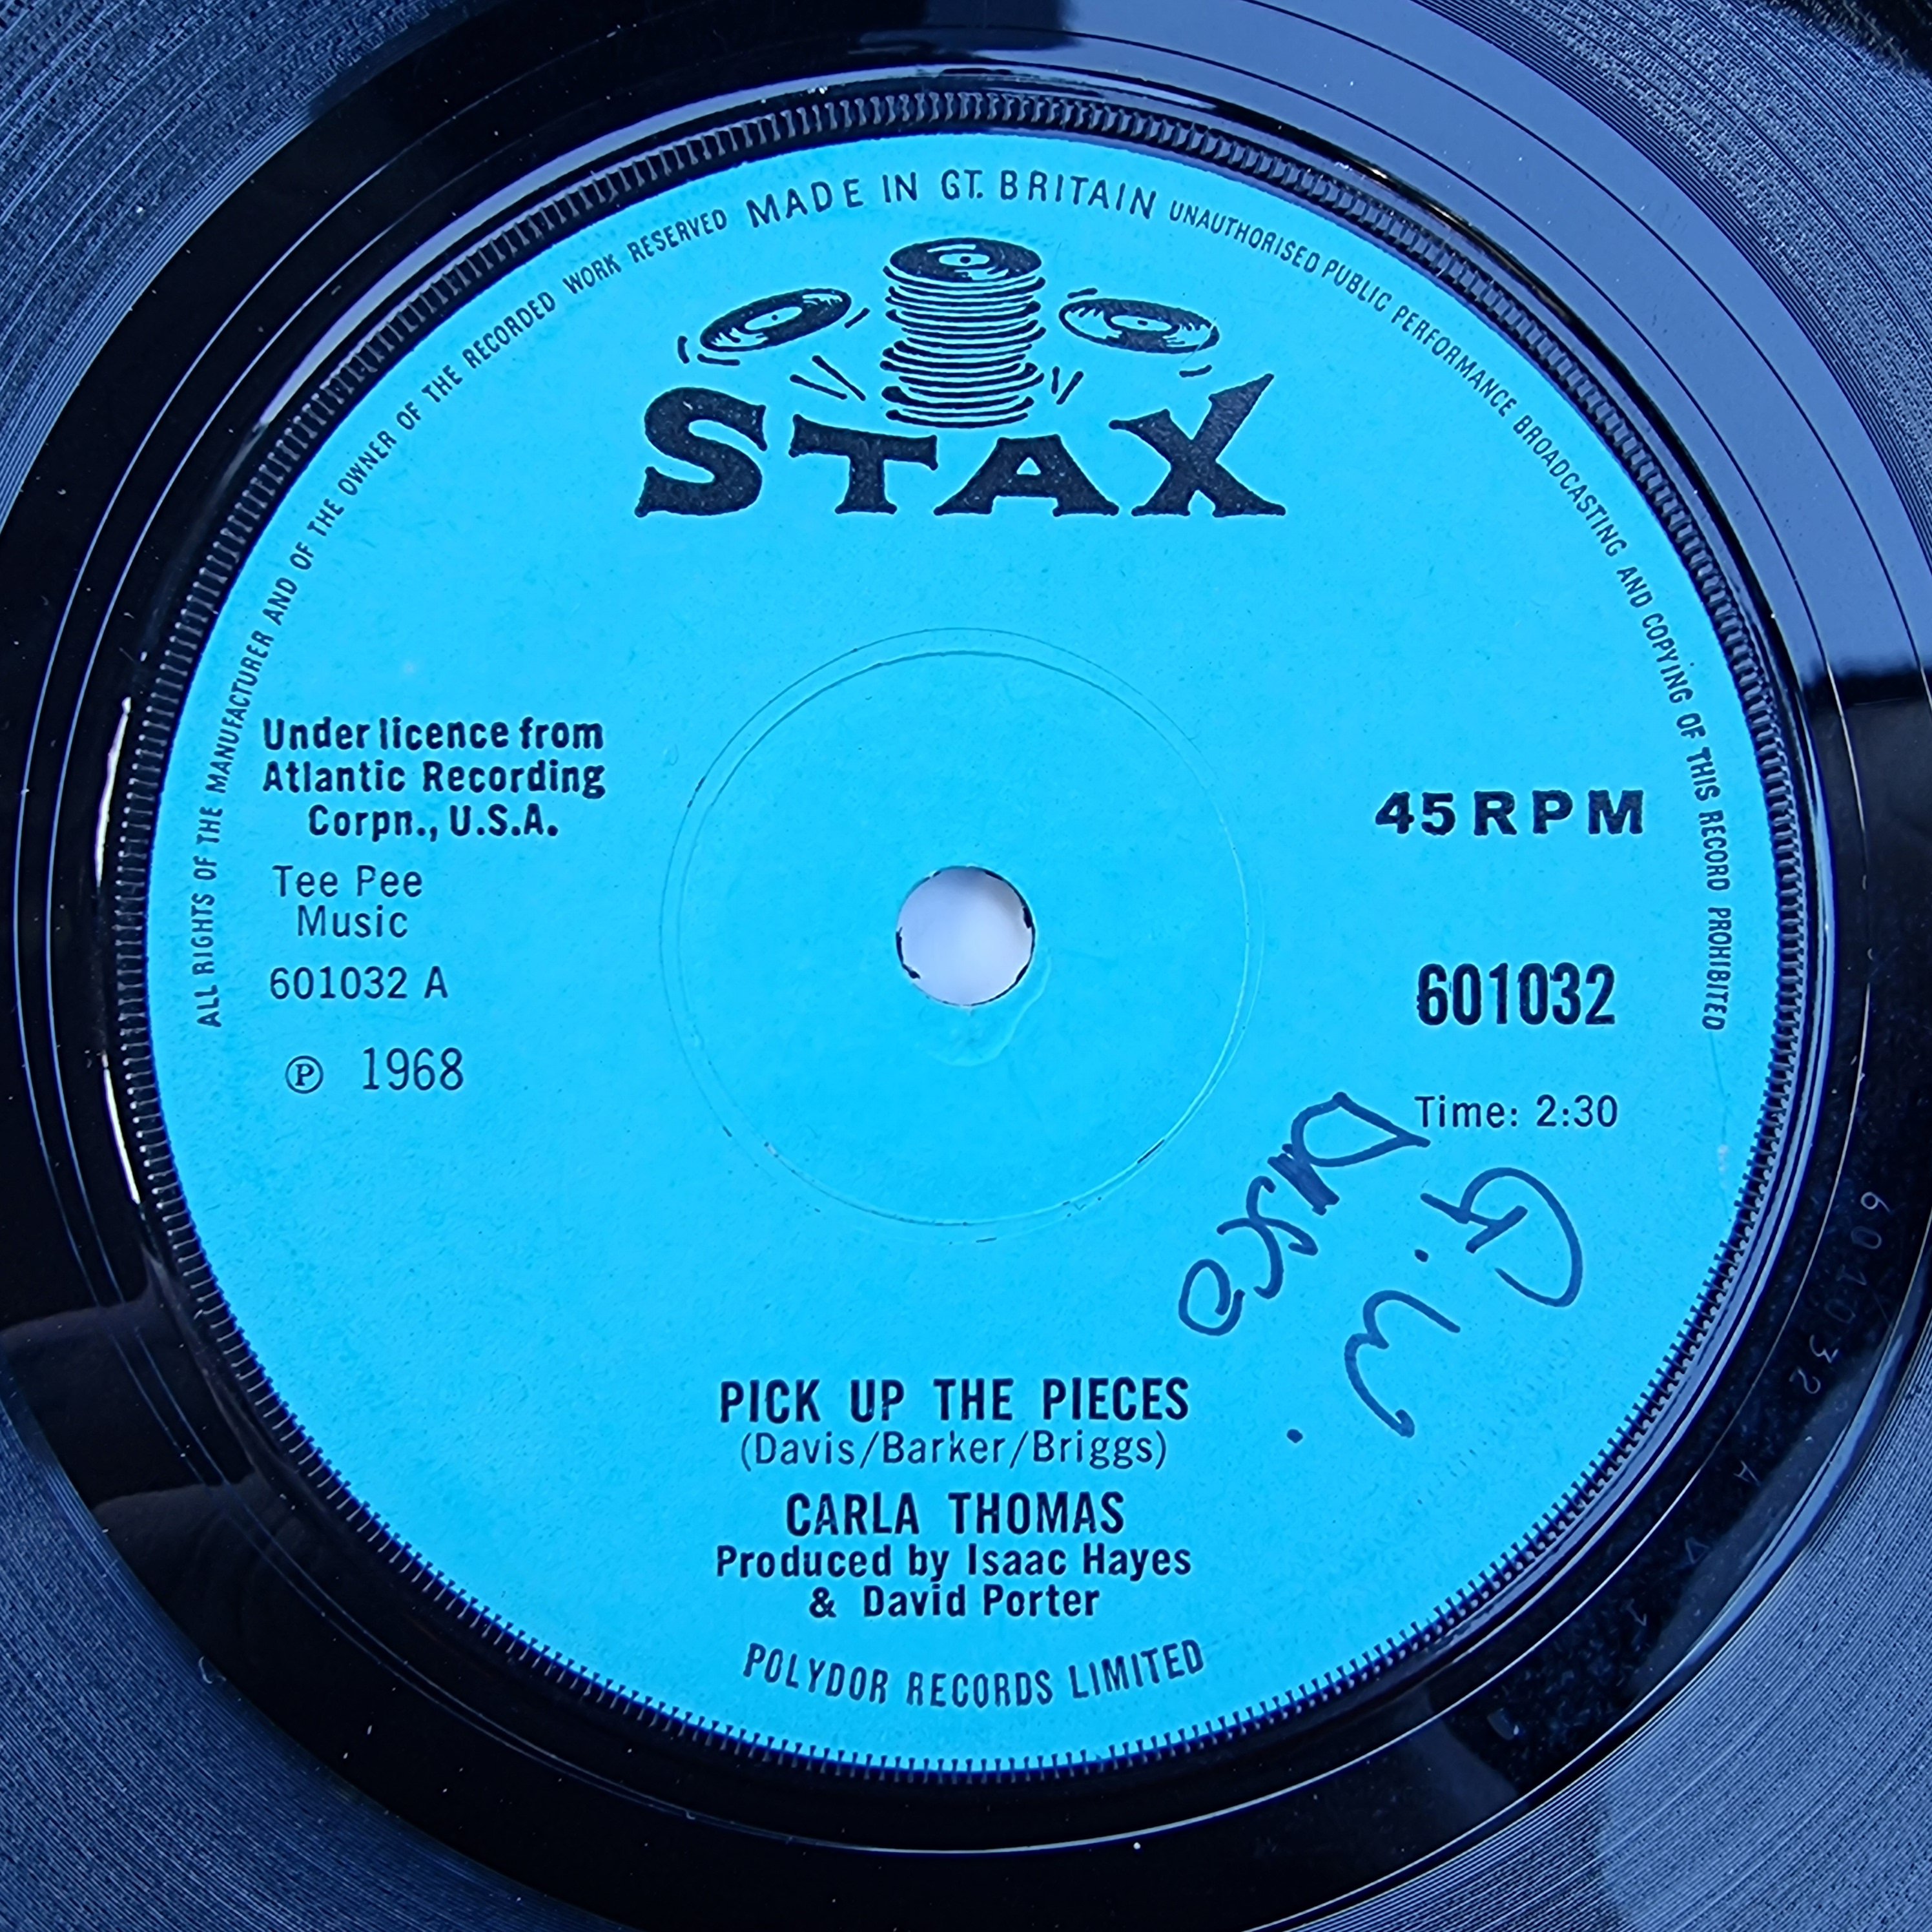 ALL RIGHTS OF THE MANUFACTURER AND OF THE OWNER OF THE RECORDED WORK RESERVED MADE IN GT. BRITAIN UNAUTHORISED PUBLIC PERFORMANCE BROADCASTING AND COPYING OF THIS RECORD PROHIBITED
STAX
Under licence from
Atlantic Recording
Corpn., U.S.A.
Tee Pee
Music
601032 A
℗ 1968
45 RPM
601032
Time: 2:30
G.W.
DISCO
PICK UP THE PIECES
(Davis/Barker/Briggs)
CARLA THOMAS
Produced by Isaac Hayes
& David Porter
POLYDOR RECORDS LIMITED
601032 A